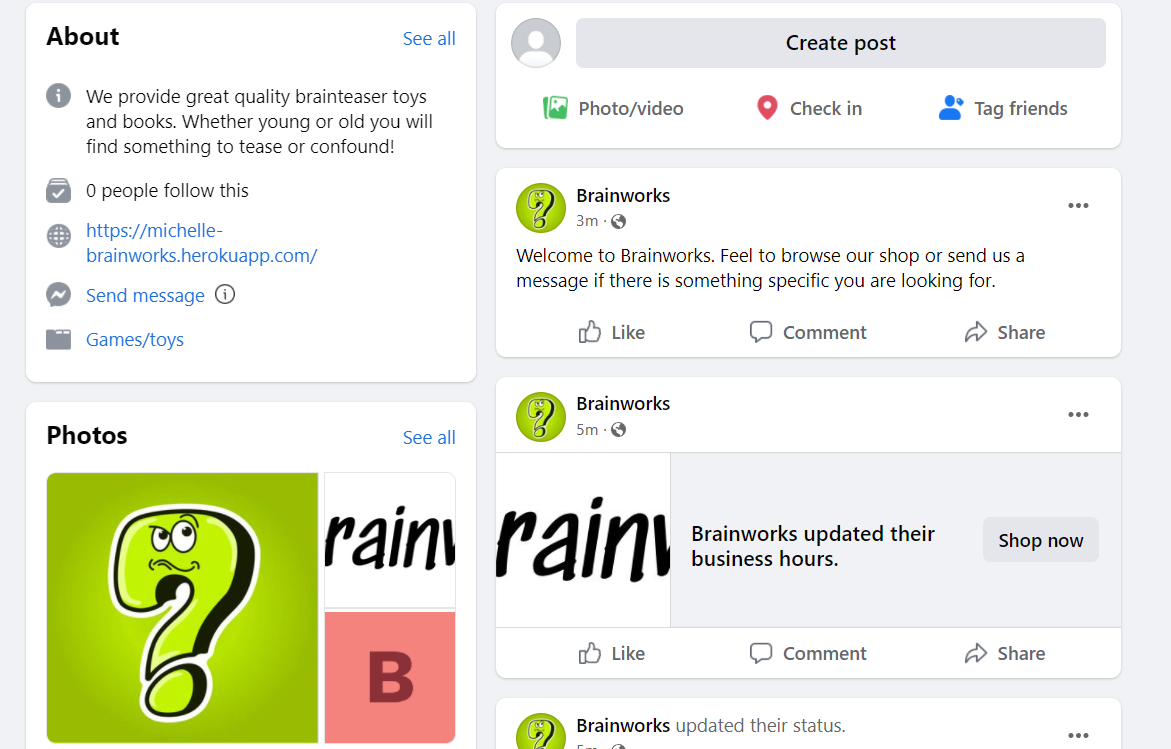 About
See all
We provide great quality brainteaser toys
and books. Whether young or old you will
find something to tease or confound!
0 people follow this
https://michelle-
brainworks.herokuapp.com/
Send message
Games/toys
Photos
See all
rainw
B
Create post
Photo/video
Check in
Tag friends
Brainworks
3m ·
Welcome to Brainworks. Feel to browse our shop or send us a
message if there is something specific you are looking for.
Like
Comment
Share
Brainworks
5m ·
rainw
Brainworks updated their
business hours.
Shop now
Like
Comment
Share
Brainworks updated their status.
5m ·